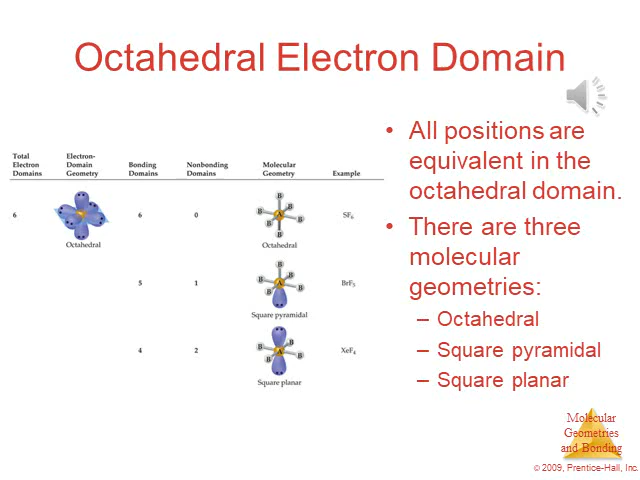 Octahedral Electron Domain
Total Electron Domains
Electron-Domain Geometry
Bonding Domains
Nonbonding Domains
Molecular Geometry
Example
6
Octahedral
6
0
B
B B
B A B
B
Octahedral
SF₆
5
1
B
B B
B A B
Square pyramidal
BrF₅
4
2
B B
B A B
Square planar
XeF₄
• All positions are
equivalent in the
octahedral domain.
• There are three
molecular
geometries:
– Octahedral
– Square pyramidal
– Square planar
Molecular
Geometries
and Bonding
© 2009, Prentice-Hall, Inc.